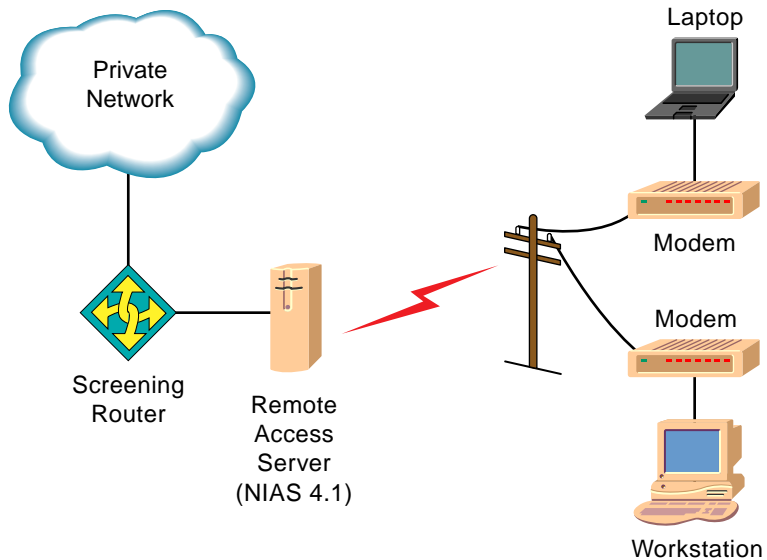 Laptop
Private
Network
Modem
Modem
Screening
Router
Remote
Access
Server
(NIAS 4.1)
Workstation